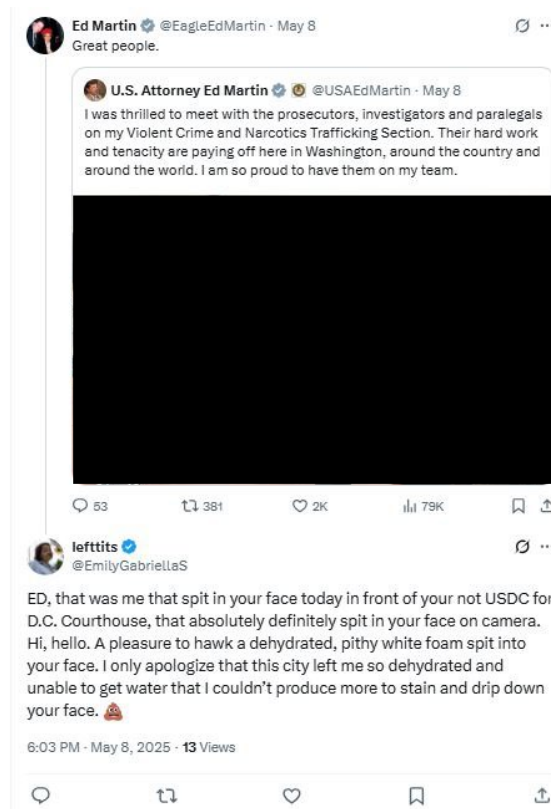 Ed Martin @EagleEdMartin · May 8
Great people.
U.S. Attorney Ed Martin @USAEdMartin · May 8
I was thrilled to meet with the prosecutors, investigators and paralegals
on my Violent Crime and Narcotics Trafficking Section. Their hard work
and tenacity are paying off here in Washington, around the country and
around the world. I am so proud to have them on my team.
53 381 2K 79K
lefttits
@EmilyGabriellaS
ED, that was me that spit in your face today in front of your not USDC for
D.C. Courthouse, that absolutely definitely spit in your face on camera.
Hi, hello. A pleasure to hawk a dehydrated, pithy white foam spit into
your face. I only apologize that this city left me so dehydrated and
unable to get water that I couldn't produce more to stain and drip down
your face. 💩
6:03 PM · May 8, 2025 · 13 Views